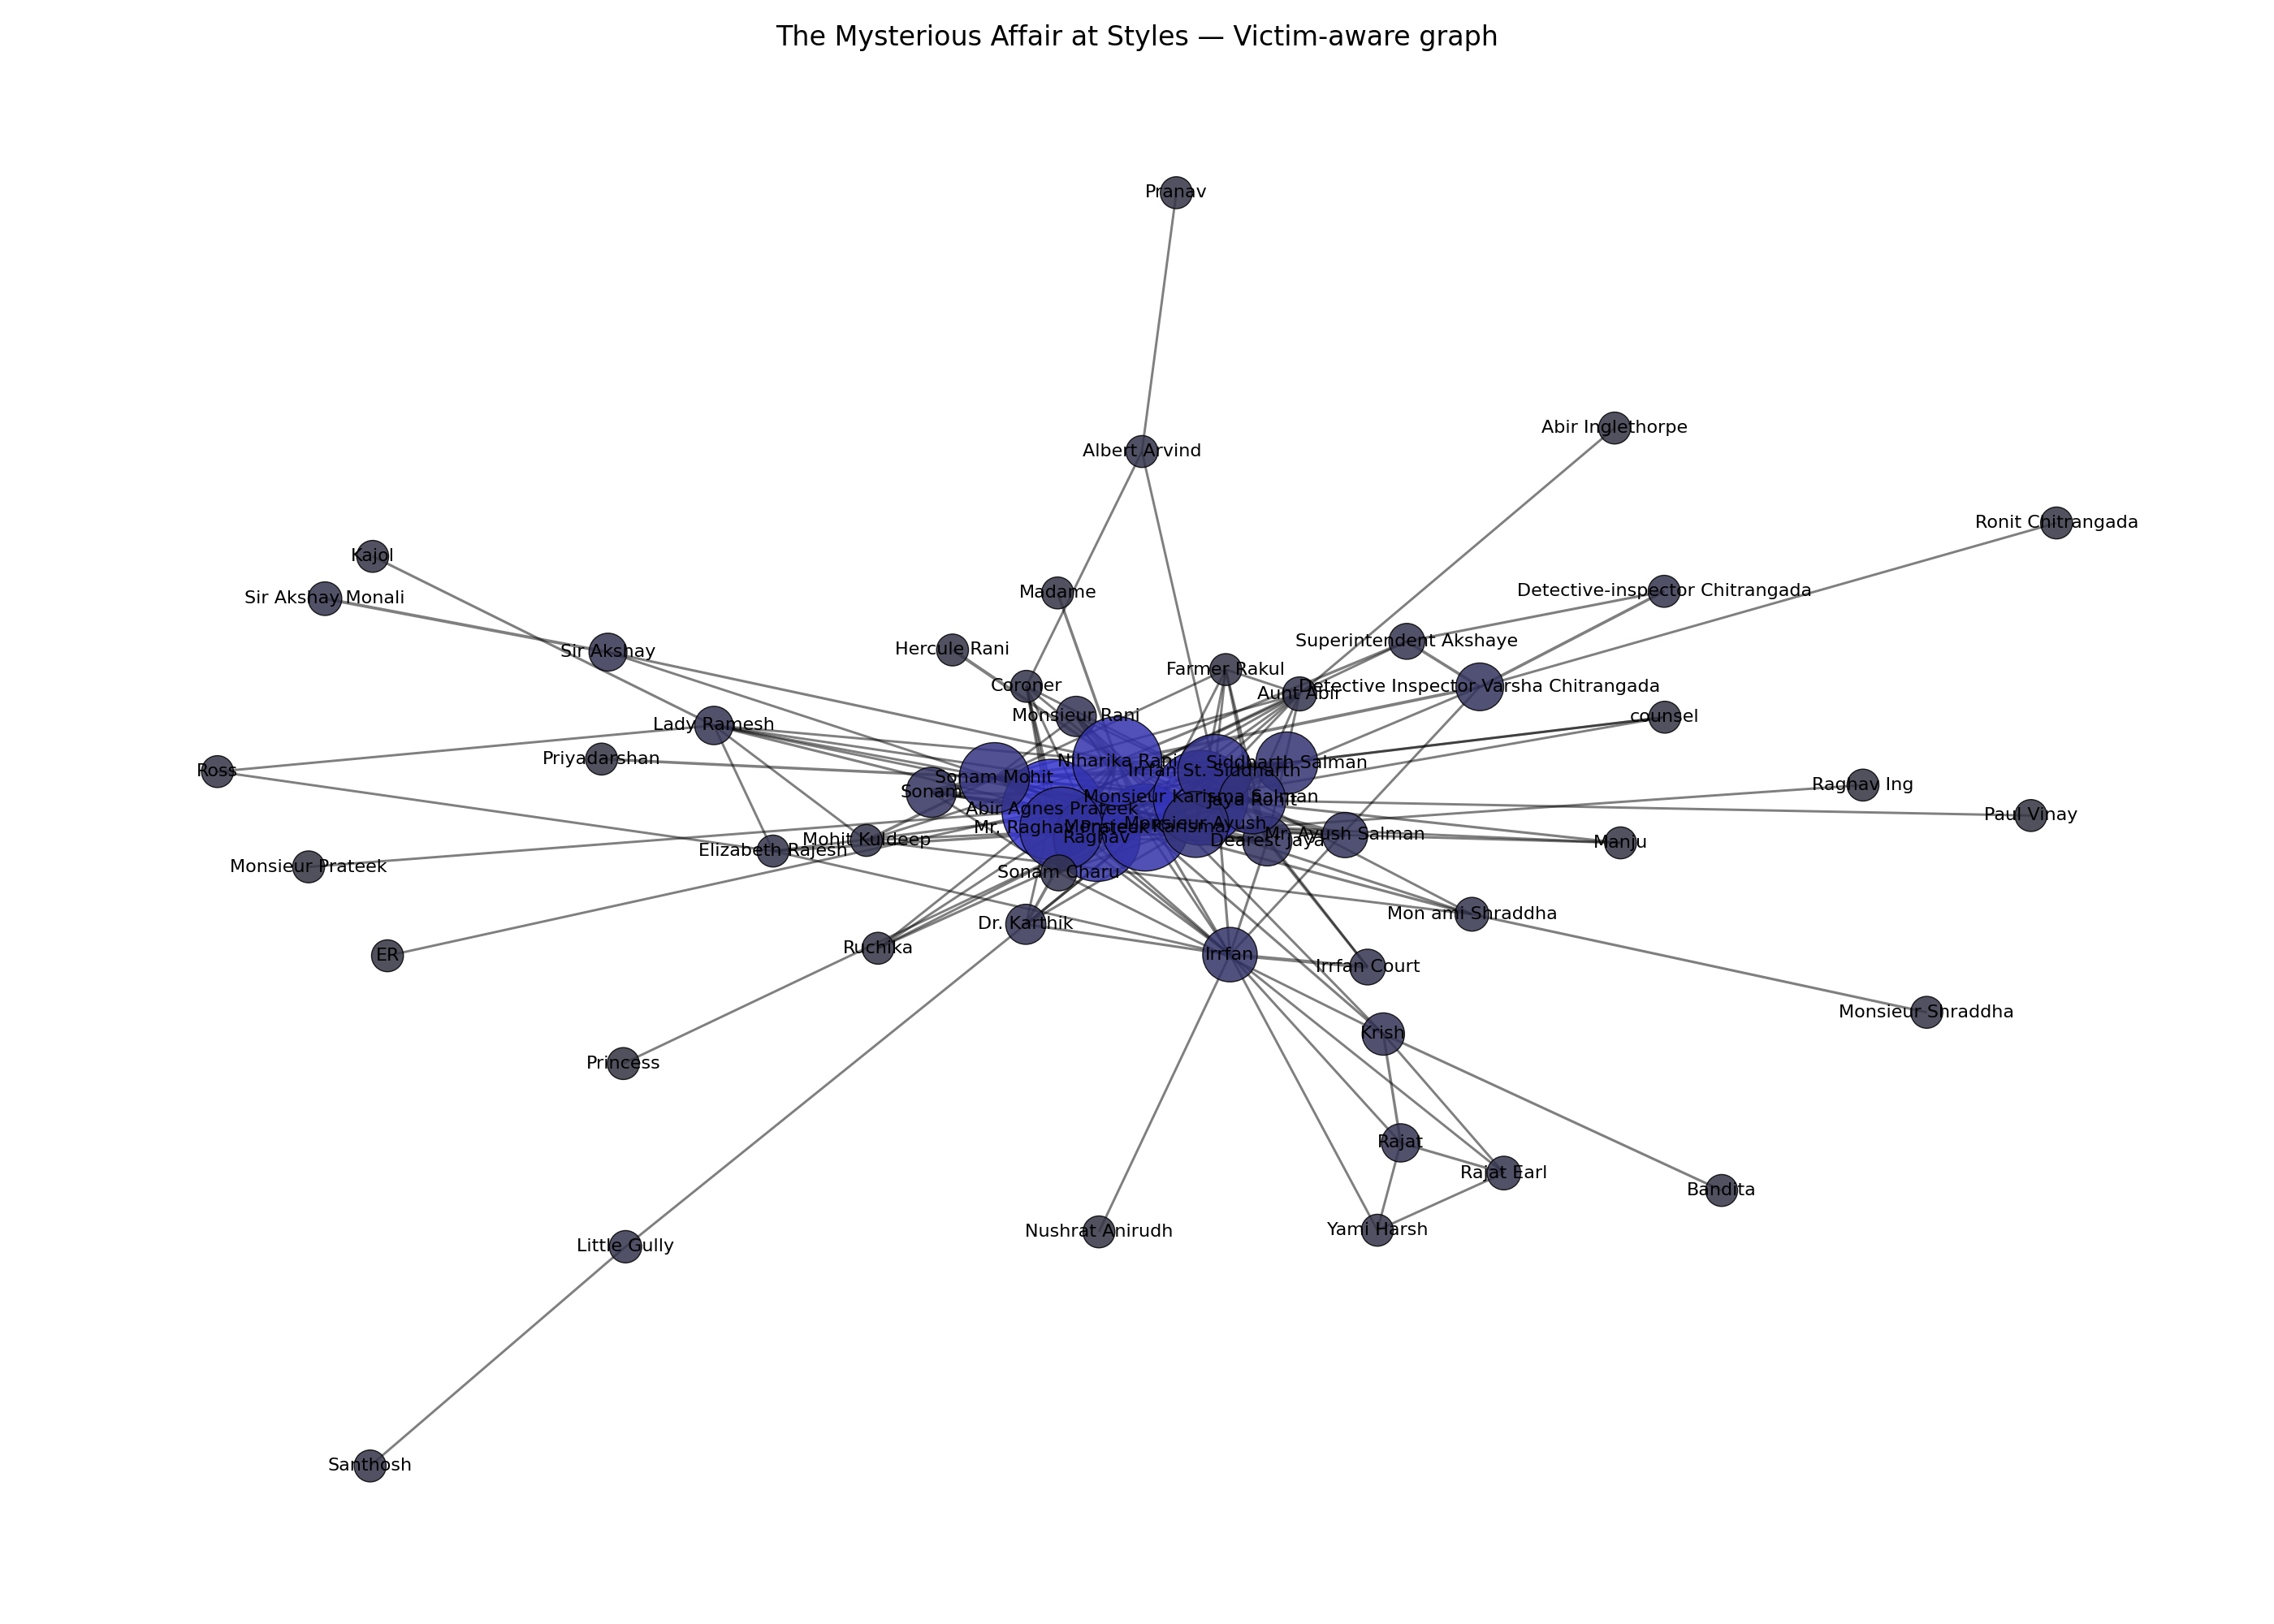 The Mysterious Affair at Styles — Victim-aware graph
Pranav
Abir Inglethorpe
Albert Arvind
Ronit Chitrangada
Kajol
Detective-inspector Chitrangada
Madame
Sir Akshay Monali
Superintendent Akshaye
Hercule Rani
Sir Akshay
Farmer Rakul
Coroner
Detective Inspector Varsha Chitrangada
Aunt Abir
Monsieur Rani
counsel
Lady Ramesh
Priyadarshan
Niharika Rani
Siddharth Salman
Ross
Irrfan St. Siddharth
Sonam Mohit
Raghav Ing
Sonam
Monsieur Karisma Salman
Jaya Rohit
Abir Agnes Prateek
Paul Vinay
Monsieur Ayush
Mr. Raghav Prateek
Karisma
Mr. Ayush Salman
Raghav
Mohit Kuldeep
Dearest Jaya
Manju
Elizabeth Rajesh
Monsieur Prateek
Sonam Charu
Mon ami Shraddha
Dr. Karthik
Ruchika
Irrfan
ER
Irrfan Court
Monsieur Shraddha
Krish
Princess
Rajat
Rajat Earl
Bandita
Nushrat Anirudh
Yami Harsh
Little Gully
Santhosh